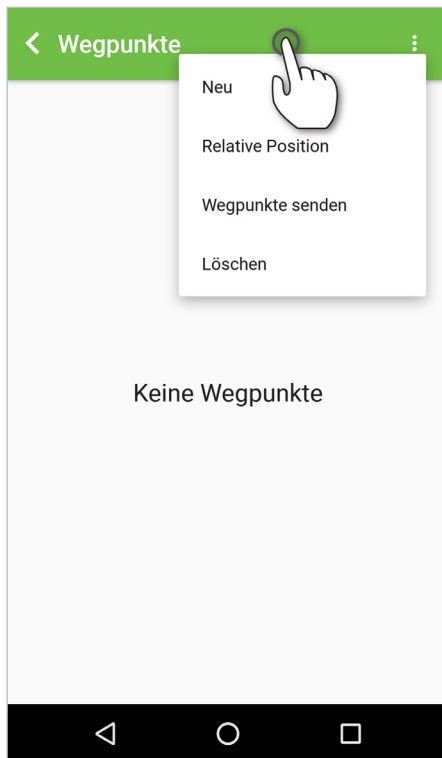 Wegpunkte
Neu
Relative Position
Wegpunkte senden
Löschen
Keine Wegpunkte